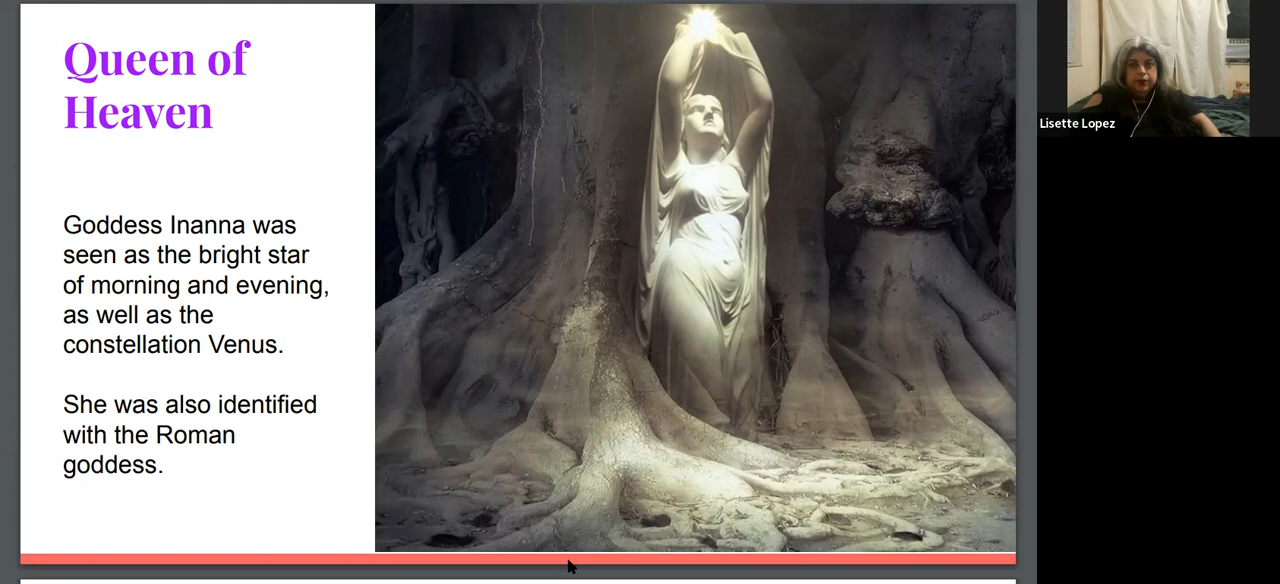 Queen of
Heaven
Goddess Inanna was
seen as the bright star
of morning and evening,
as well as the
constellation Venus.
She was also identified
with the Roman
goddess.
Lisette Lopez